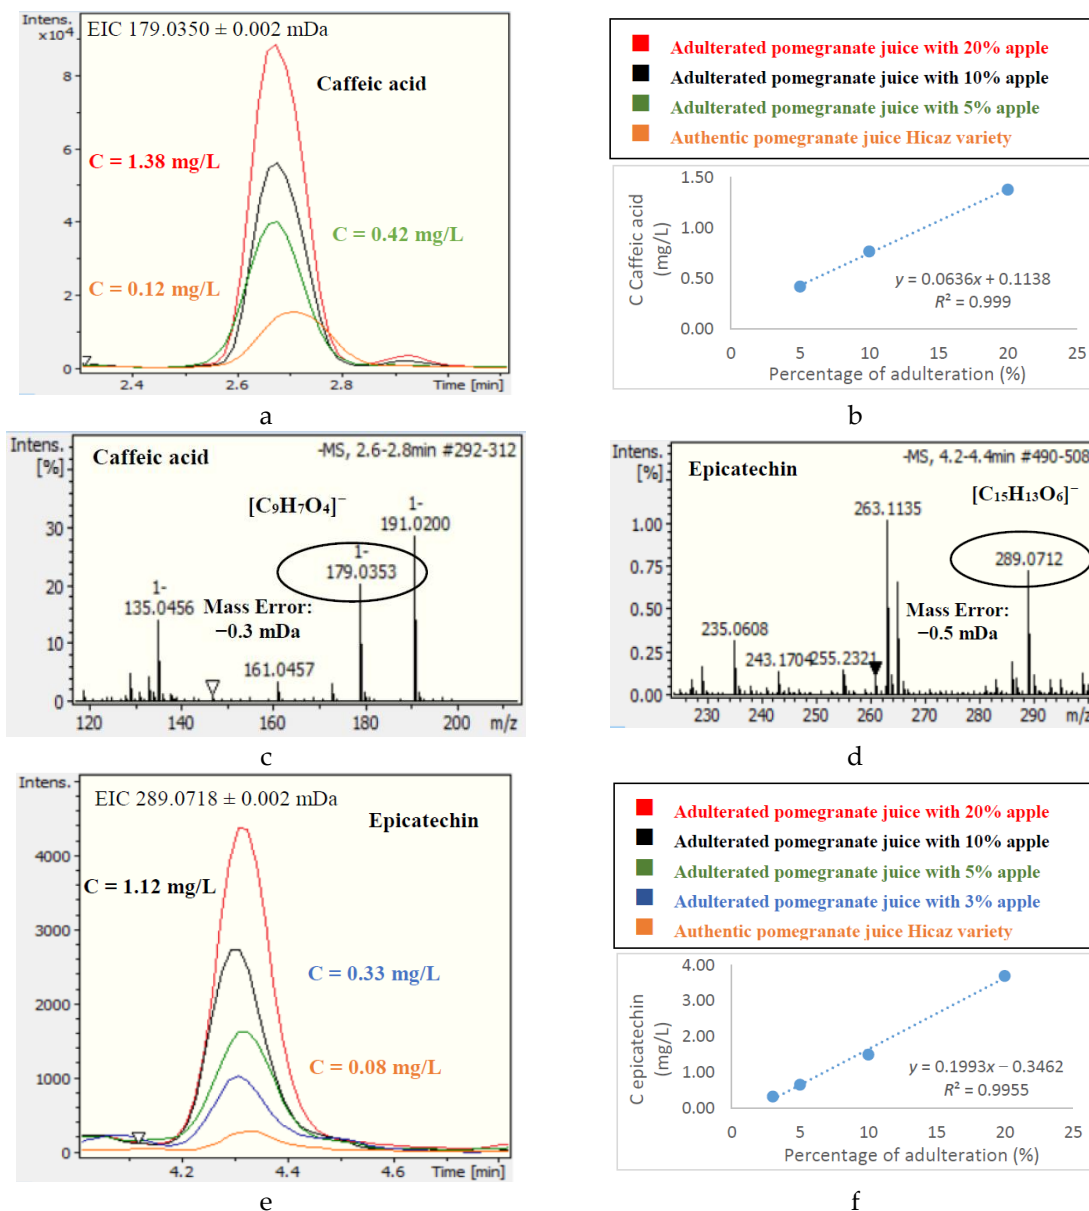 Intens.
x10⁴
EIC 179.0350 ± 0.002 mDa
Caffeic acid
C = 1.38 mg/L
C = 0.42 mg/L
C = 0.12 mg/L
8
6
4
2
0
2.4
2.6
2.8
Time [min]
a
Adulterated pomegranate juice with 20% apple
Adulterated pomegranate juice with 10% apple
Adulterated pomegranate juice with 5% apple
Authentic pomegranate juice Hicaz variety
C Caffeic acid
(mg/L)
1.50
1.00
0.50
0.00
y = 0.0636x + 0.1138
R² = 0.999
0
5
10
15
20
25
Percentage of adulteration (%)
b
Intens.
[%]
Caffeic acid
-MS, 2.6-2.8min #292-312
[C₉H₇O₄]⁻
1-
191.0200
1-
179.0353
1-
135.0456
Mass Error:
−0.3 mDa
161.0457
30
20
10
0
120
140
160
180
200
m/z
c
Intens.
[%]
Epicatechin
-MS, 4.2-4.4min #490-508
[C₁₅H₁₃O₆]⁻
263.1135
289.0712
Mass Error:
−0.5 mDa
235.0608
243.1704
255.2321
1.00
0.75
0.50
0.25
0.00
230
240
250
260
270
280
290
m/z
d
Intens.
EIC 289.0718 ± 0.002 mDa
Epicatechin
C = 1.12 mg/L
C = 0.33 mg/L
C = 0.08 mg/L
4000
3000
2000
1000
0
4.2
4.4
4.6
Time [min]
e
Adulterated pomegranate juice with 20% apple
Adulterated pomegranate juice with 10% apple
Adulterated pomegranate juice with 5% apple
Adulterated pomegranate juice with 3% apple
Authentic pomegranate juice Hicaz variety
C epicatechin
(mg/L)
4.00
3.00
2.00
1.00
0.00
y = 0.1993x − 0.3462
R² = 0.9955
0
5
10
15
20
25
Percentage of adulteration (%)
f